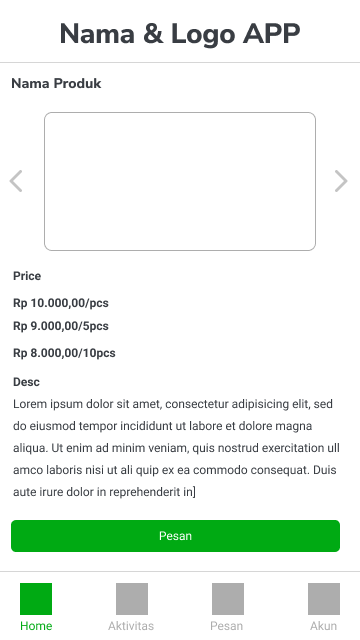 Nama & Logo APP
Nama Produk
Price
Rp 10.000,00/pcs
Rp 9.000,00/5pcs
Rp 8.000,00/10pcs
Desc
Lorem ipsum dolor sit amet, consectetur adipisicing elit, sed
do eiusmod tempor incididunt ut labore et dolore magna
aliqua. Ut enim ad minim veniam, quis nostrud exercitation ull
amco laboris nisi ut ali quip ex ea commodo consequat. Duis
aute irure dolor in reprehenderit in]
Pesan
Home Aktivitas Pesan Akun